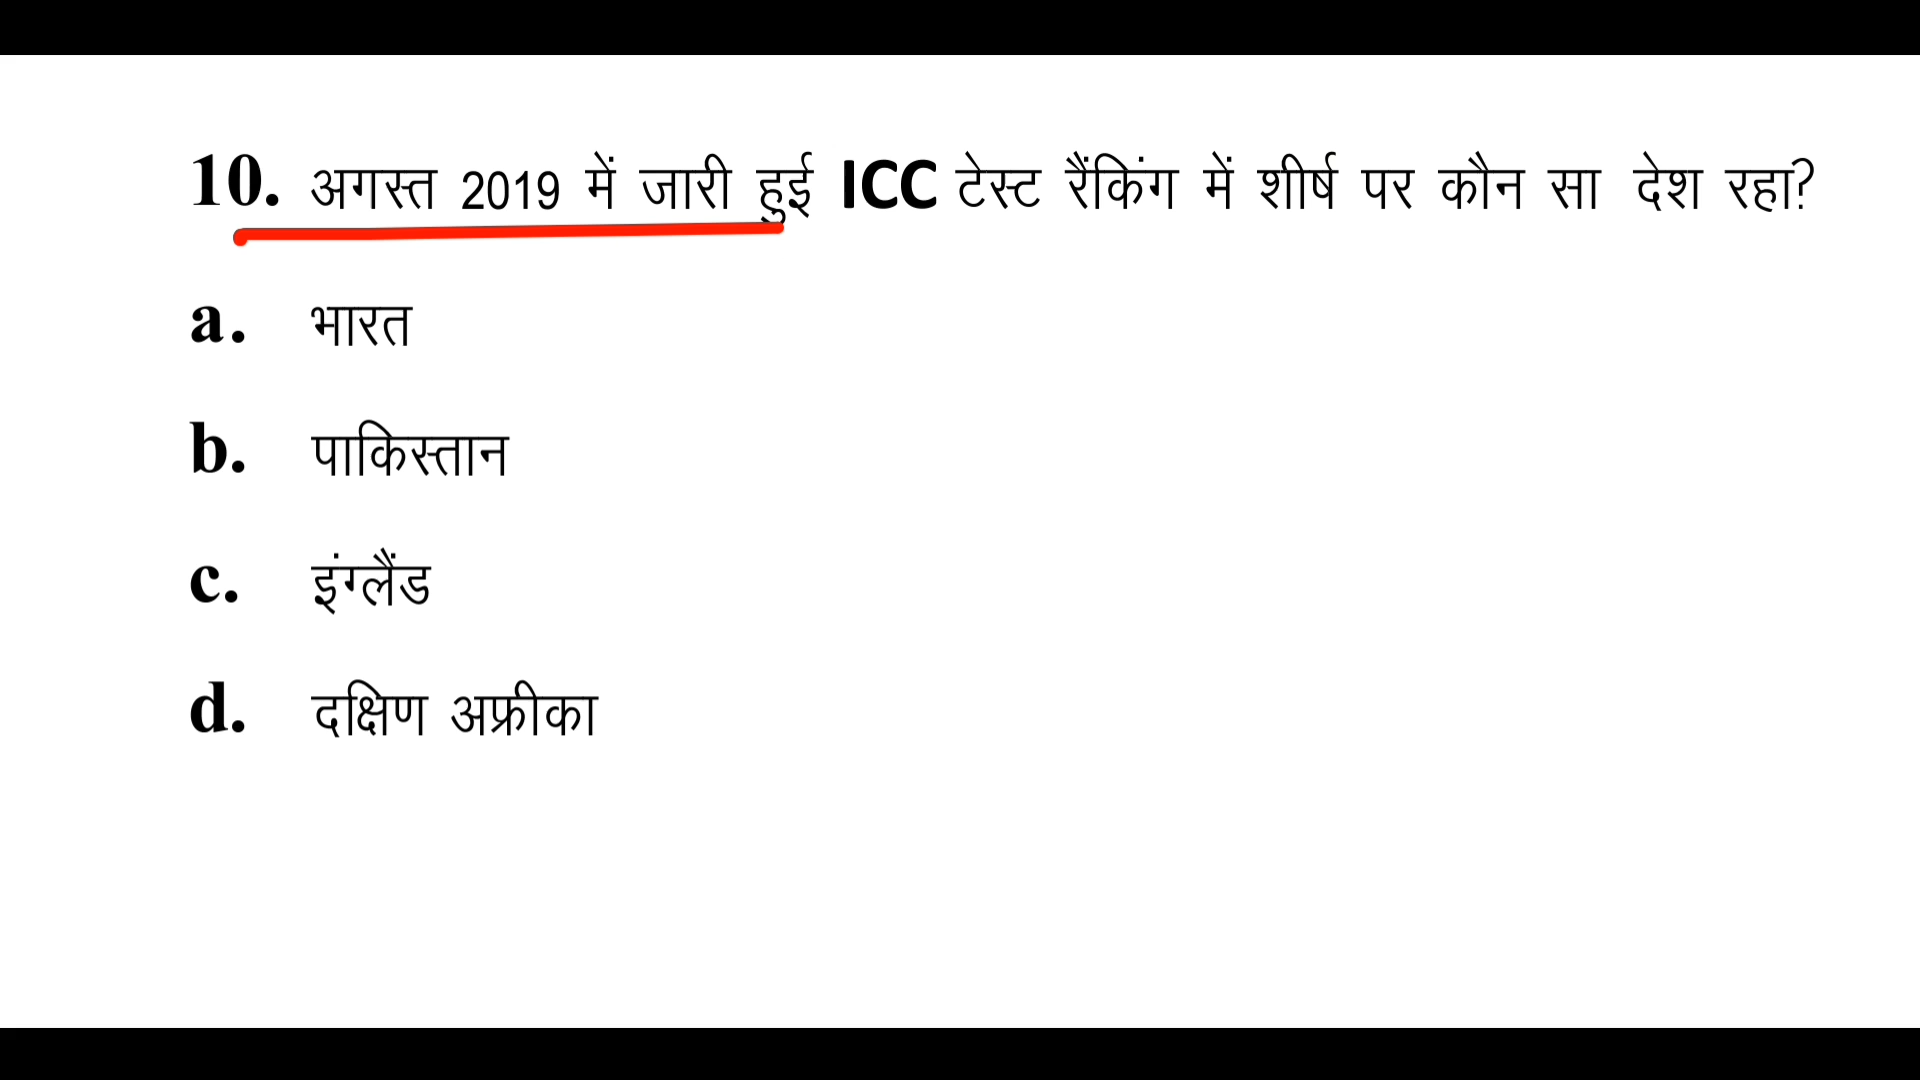 10. अगस्त 2019 में जारी हुई ICC टेस्ट रैंकिंग में शीर्ष पर कौन सा देश रहा?
a. भारत
b. पाकिस्तान
c. इंग्लैंड
d. दक्षिण अफ्रीका